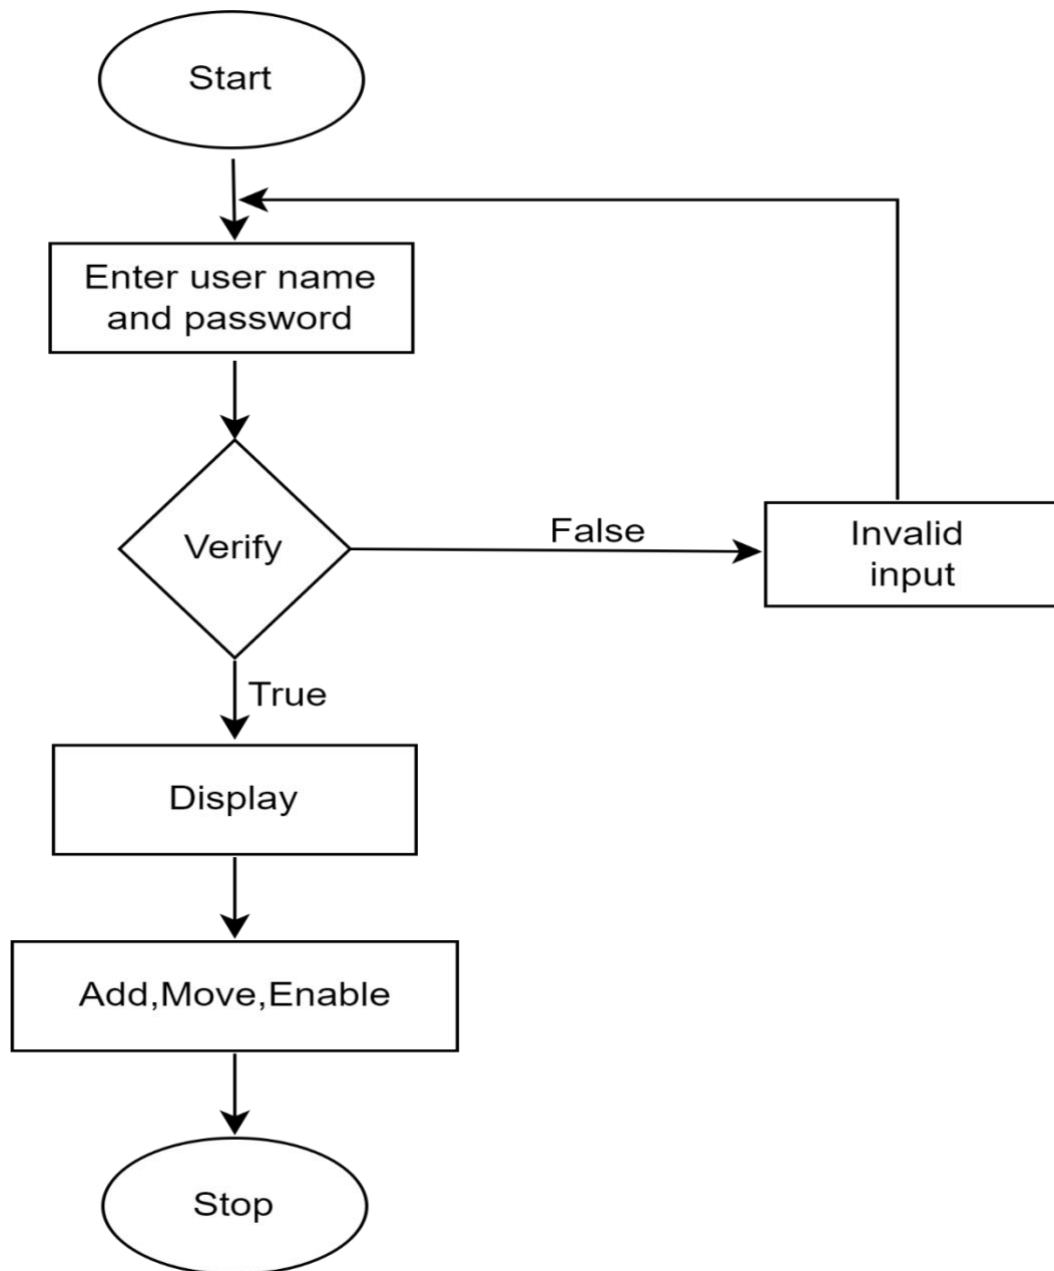 Start
Enter user name
and password
Verify
False
Invalid
input
True
Display
Add,Move,Enable
Stop